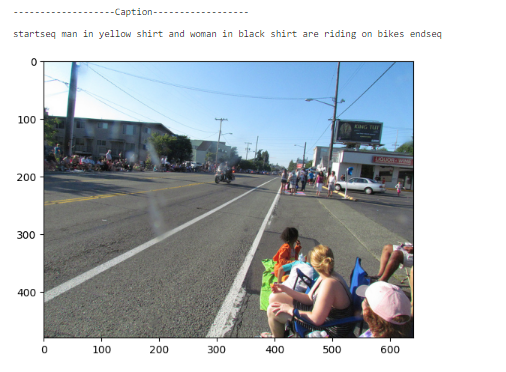 -------------------Caption------------------
startseq man in yellow shirt and woman in black shirt are riding on bikes endseq
0
100
200
300
400
0 100 200 300 400 500 600